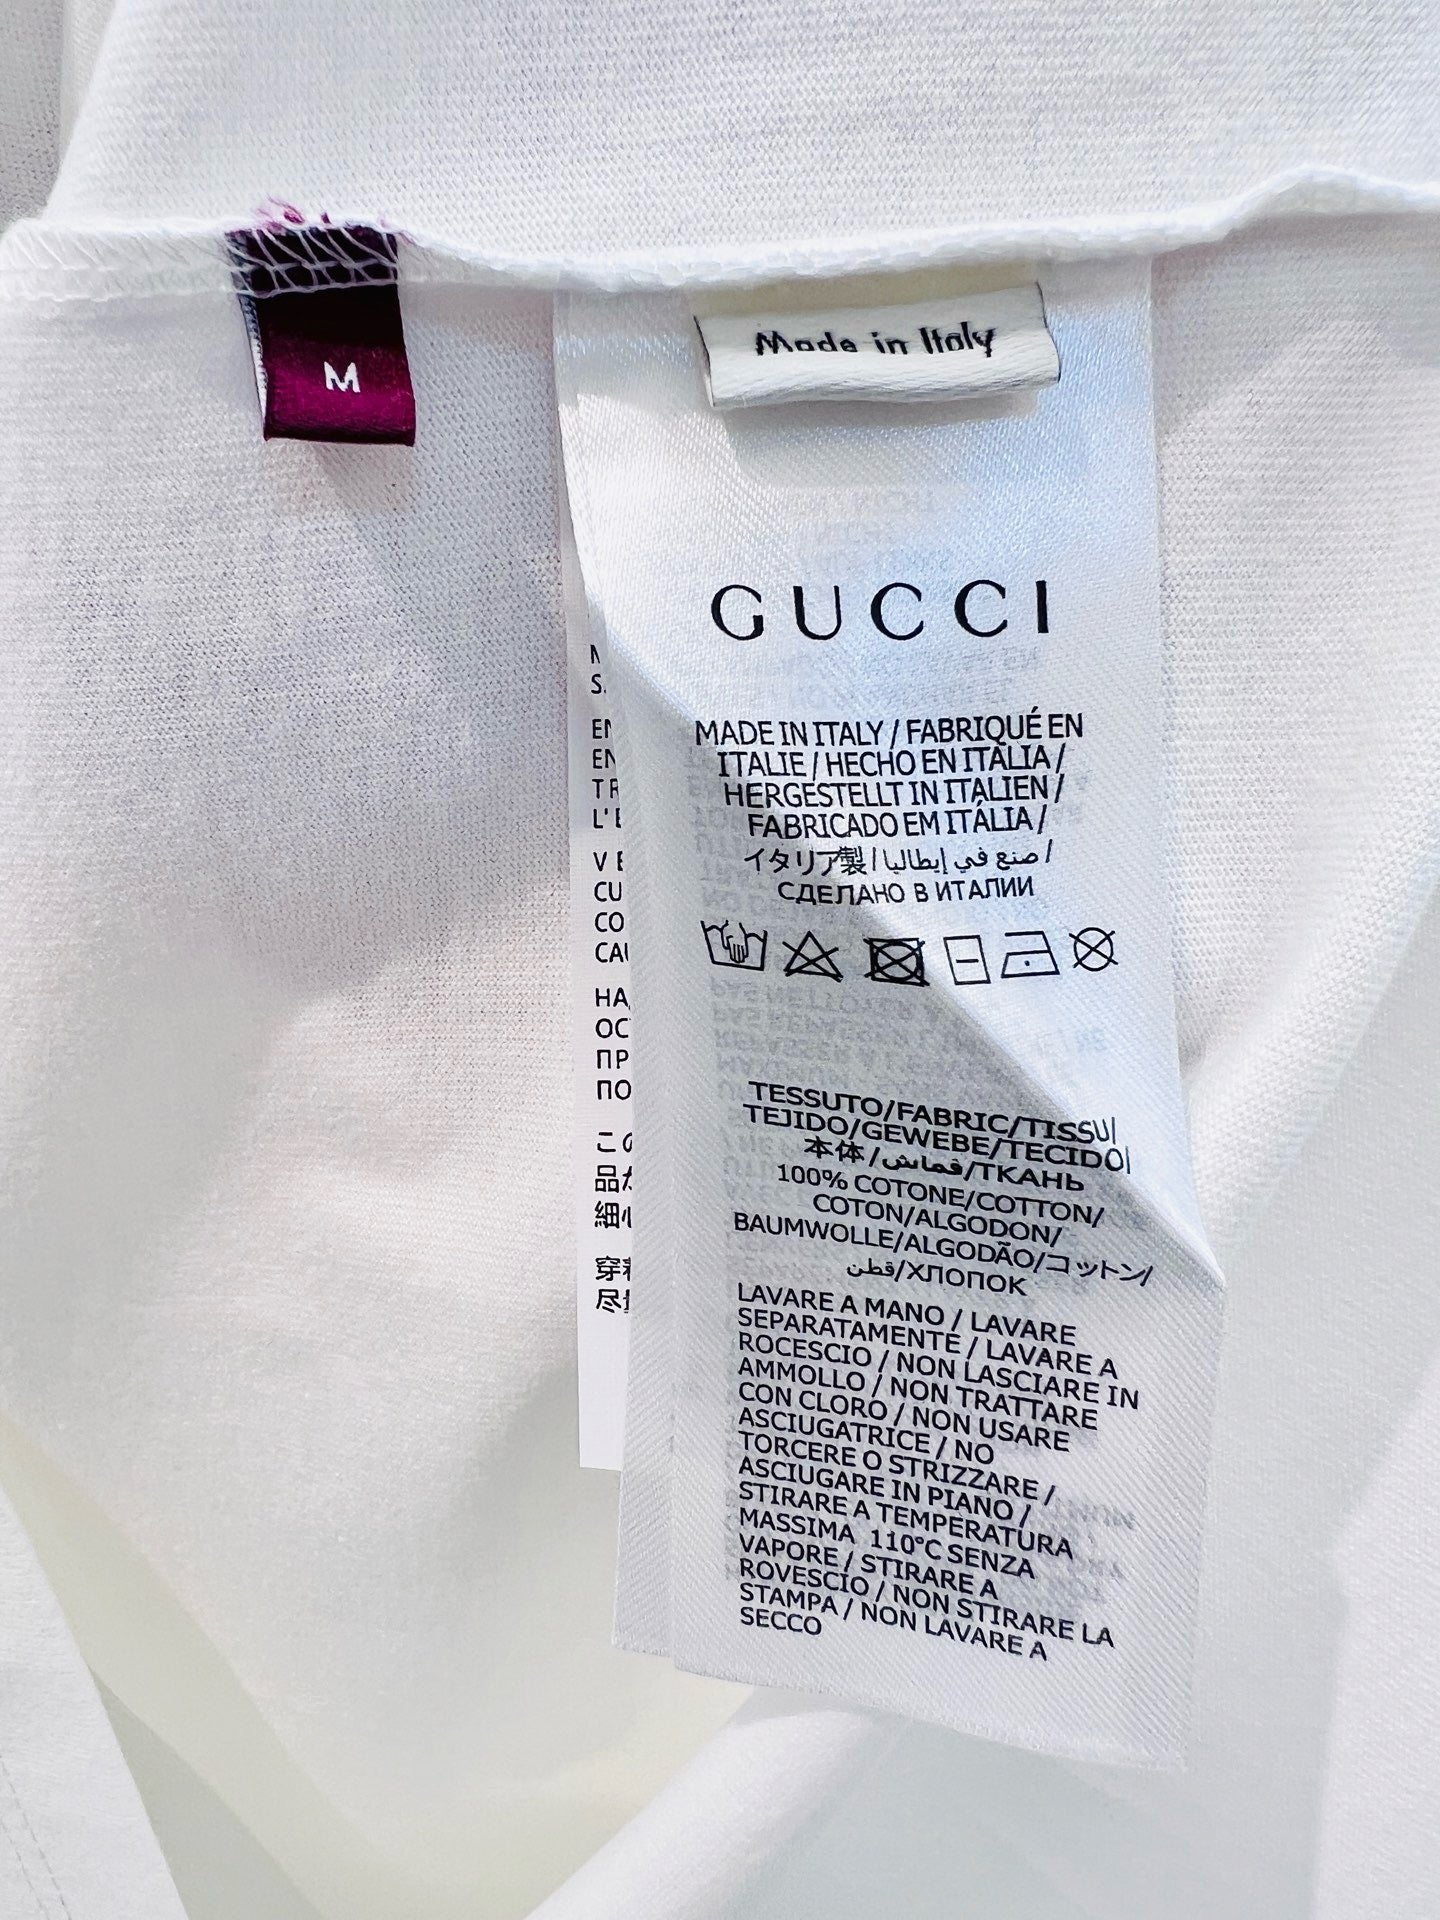 M
Made in Italy
GUCCI
MADE IN ITALY / FABRIQUÉ EN
ITALIE / HECHO EN ITALIA /
HERGESTELLT IN ITALIEN /
FABRICADO EM ITÁLIA /
イタリア製 / صنع في إيطاليا /
СДЕЛАНО В ИТАЛИИ
TESSUTO/FABRIC/TISSU/
TEJIDO/GEWEBE/TECIDO/
本体/قماش/ТКАНЬ
100% COTONE/COTTON/
COTON/ALGODON/
BAUMWOLLE/ALGODÃO/コットン/
قطن/ХЛОПОК
LAVARE A MANO / LAVARE
SEPARATAMENTE / LAVARE A
ROCESCIO / NON LASCIARE IN
AMMOLLO / NON TRATTARE
CON CLORO / NON USARE
ASCIUGATRICE / NO
TORCERE O STRIZZARE /
ASCIUGARE IN PIANO /
STIRARE A TEMPERATURA
MASSIMA 110°C SENZA
VAPORE / STIRARE A
ROVESCIO / NON STIRARE LA
STAMPA / NON LAVARE A
SECCO